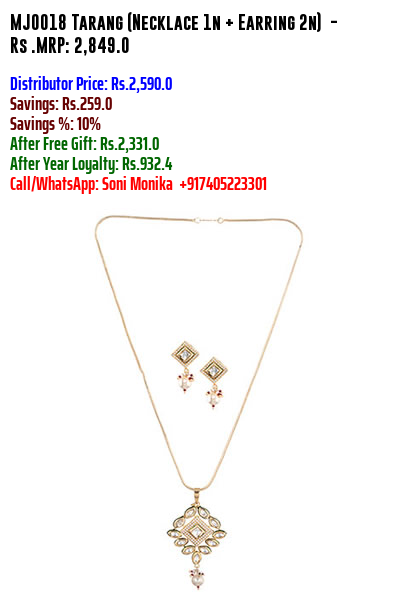 MJ0018 Tarang (Necklace 1n + Earring 2n) -
Rs .MRP: 2,849.0
Distributor Price: Rs.2,590.0
Savings: Rs.259.0
Savings %: 10%
After Free Gift: Rs.2,331.0
After Year Loyalty: Rs.932.4
Call/WhatsApp: Soni Monika +917405223301